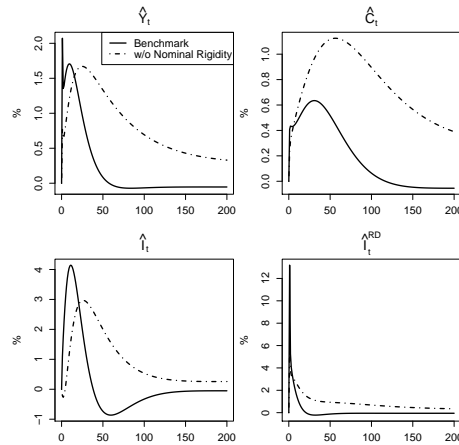 Ŷt
Ĉt
Benchmark
w/o Nominal Rigidity
%
0.0 0.5 1.0 1.5 2.0
0 50 100 150 200
%
0.0 0.2 0.4 0.6 0.8 1.0
0 50 100 150 200
Ît
Ît^RD
%
−1 0 1 2 3 4
0 50 100 150 200
%
0 2 4 6 8 10 12
0 50 100 150 200